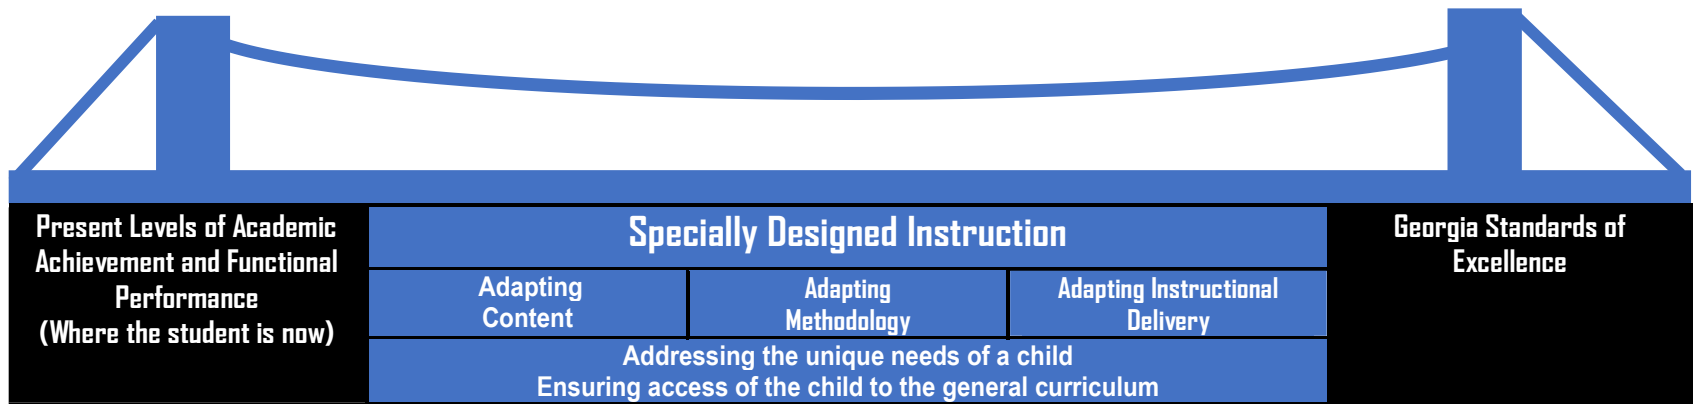 Present Levels of Academic
Achievement and Functional
Performance
(Where the student is now)
Specially Designed Instruction
Adapting
Content
Adapting
Methodology
Adapting Instructional
Delivery
Addressing the unique needs of a child
Ensuring access of the child to the general curriculum
Georgia Standards of
Excellence